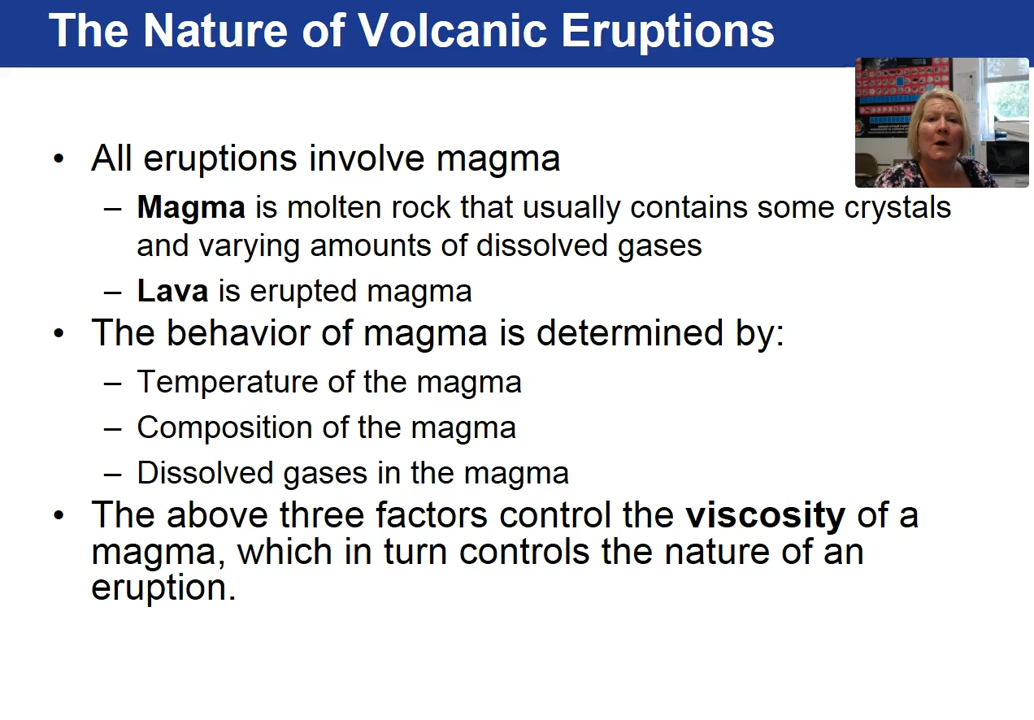 The Nature of Volcanic Eruptions
• All eruptions involve magma
– Magma is molten rock that usually contains some crystals
and varying amounts of dissolved gases
– Lava is erupted magma
• The behavior of magma is determined by:
– Temperature of the magma
– Composition of the magma
– Dissolved gases in the magma
• The above three factors control the viscosity of a
magma, which in turn controls the nature of an
eruption.